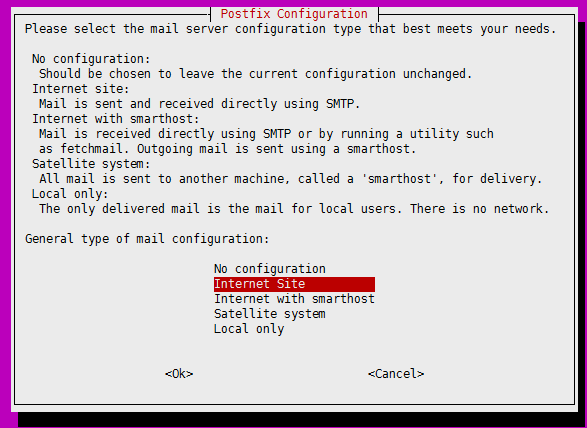 Postfix Configuration
Please select the mail server configuration type that best meets your needs.
No configuration:
Should be chosen to leave the current configuration unchanged.
Internet site:
Mail is sent and received directly using SMTP.
Internet with smarthost:
Mail is received directly using SMTP or by running a utility such
as fetchmail. Outgoing mail is sent using a smarthost.
Satellite system:
All mail is sent to another machine, called a 'smarthost', for delivery.
Local only:
The only delivered mail is the mail for local users. There is no network.
General type of mail configuration:
No configuration
Internet Site
Internet with smarthost
Satellite system
Local only
<Ok> <Cancel>